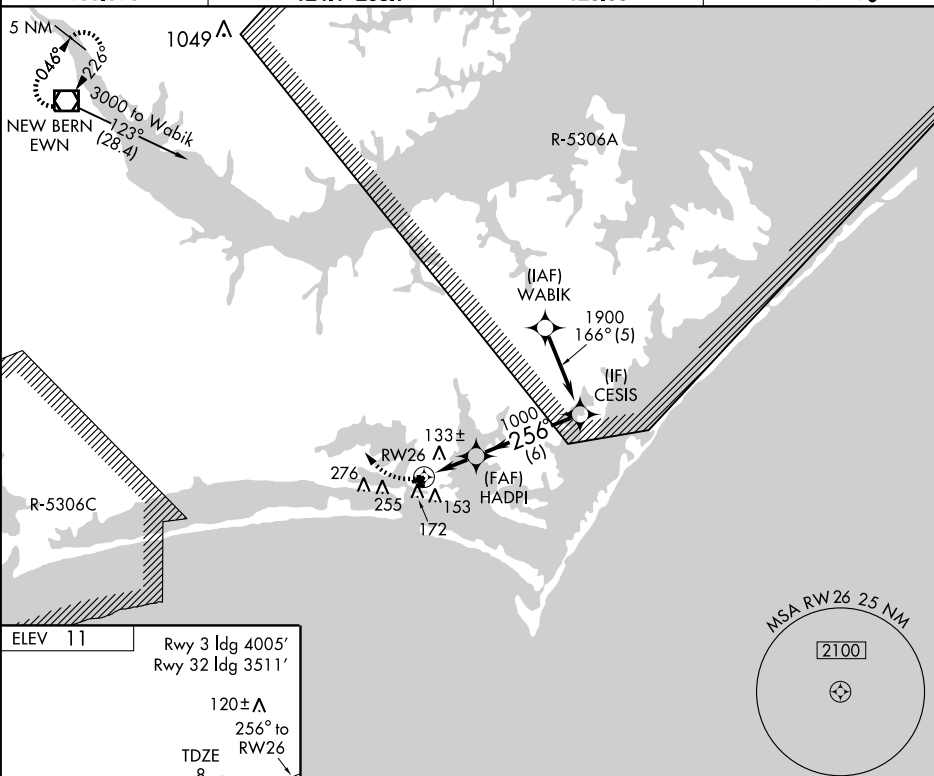 5 NM
046°
226°
3000 to Wabik
123°
(28.4)
NEW BERN
EWN
1049
R-5306A
(IAF)
WABIK
1900
166° (5)
(IF)
CESIS
1000
256°
(6)
133±
RW26
(FAF)
HADPI
276
255
153
172
R-5306C
ELEV 11
Rwy 3 ldg 4005'
Rwy 32 ldg 3511'
120±
256° to
RW26
TDZE
8
MSA RW26 25 NM
2100